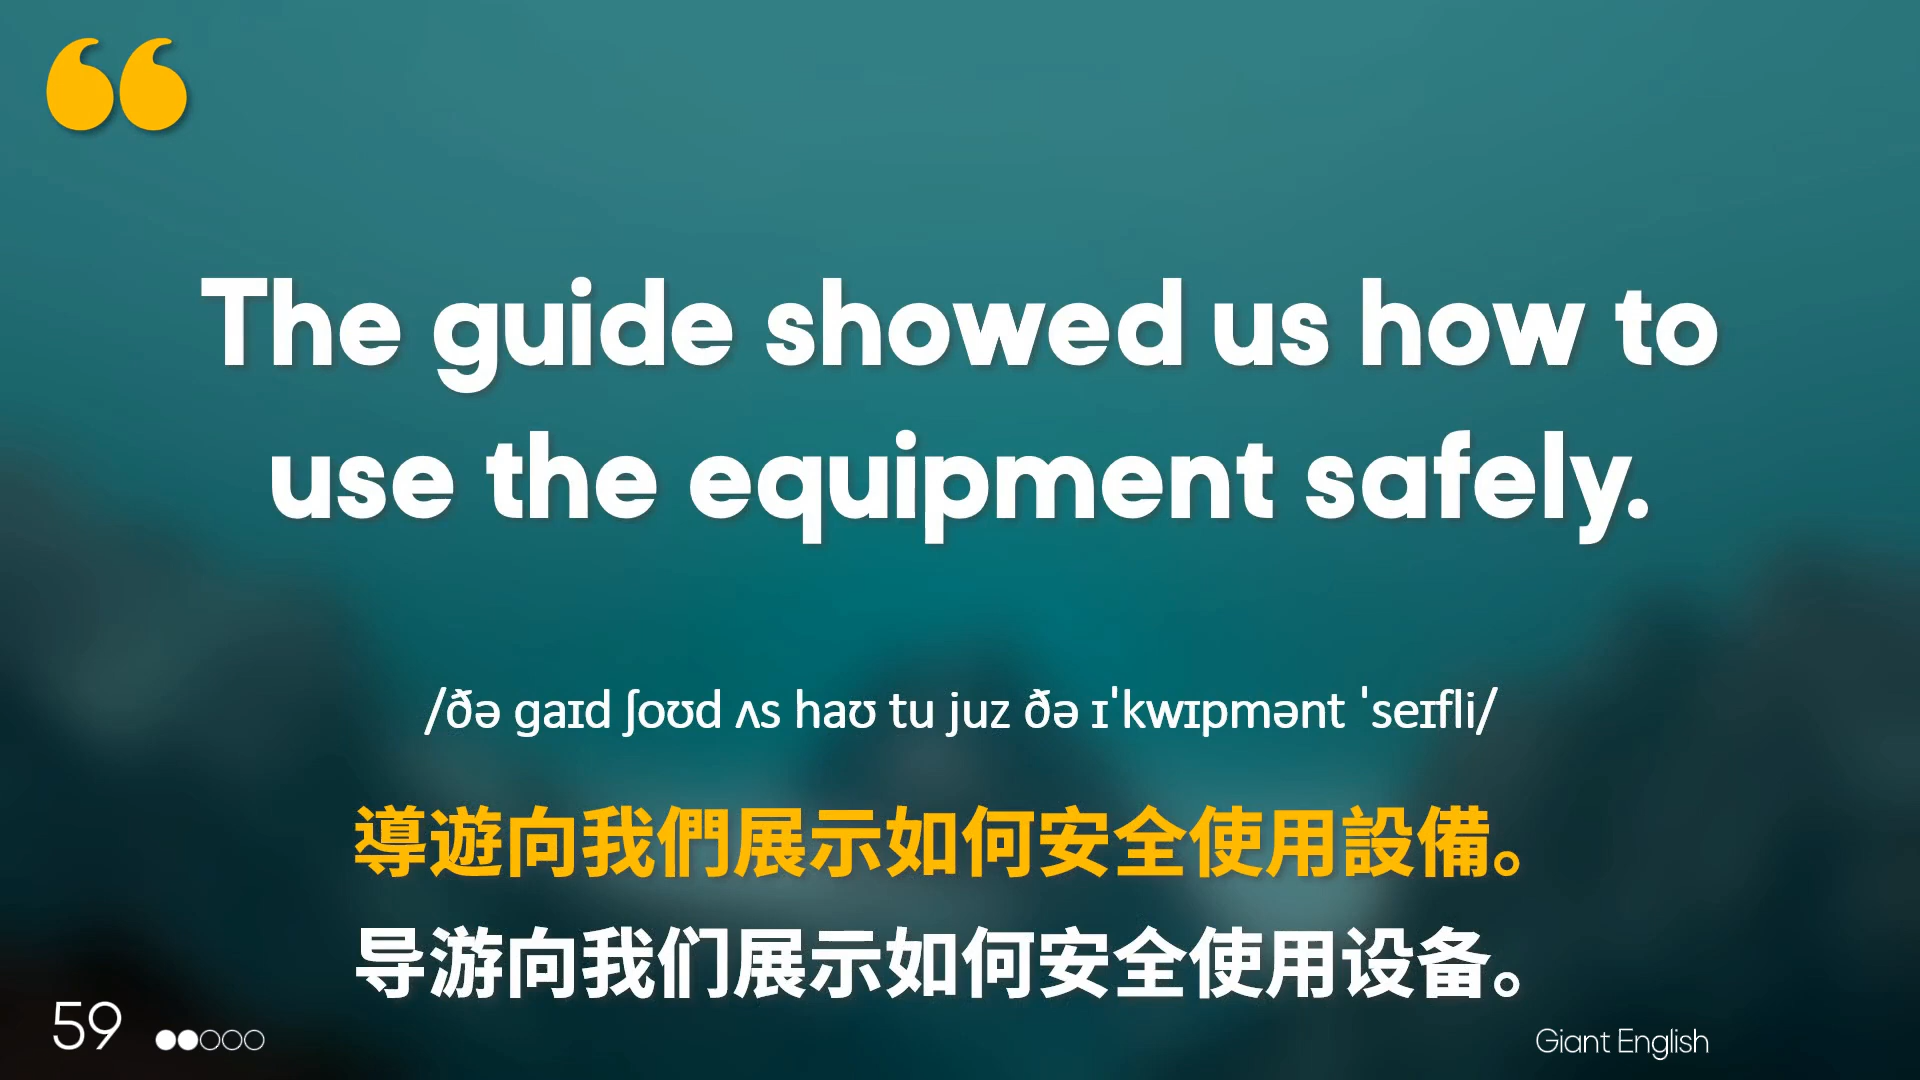 The guide showed us how to
use the equipment safely.
/ðə gaɪd ʃoʊd ʌs haʊ tu juz ðə ɪˈkwɪpmənt ˈseɪfli/
導遊向我們展示如何安全使用設備。
导游向我们展示如何安全使用设备。
59
Giant English